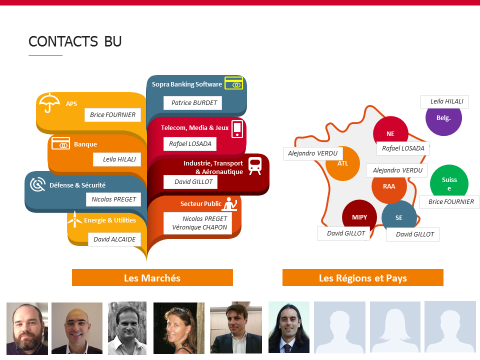 CONTACTS BU
Sopra Banking Software
Patrice BURDET
APS
Brice FOURNIER
Telecom, Media & Jeux
Rafael LOSADA
Banque
Leila HILALI
Industrie, Transport
& Aéronautique
David GILLOT
Défense & Sécurité
Nicolas PREGET
Secteur Public
Nicolas PREGET
Véronique CHAPON
Energie & Utilities
David ALCAIDE
Leila HILALI
Belg.
NE
Rafael LOSADA
Alejandro VERDU
ATL
Alejandro VERDU
RAA
Suiss
e
Brice FOURNIER
MIPY
David GILLOT
SE
David GILLOT
Les Marchés
Les Régions et Pays